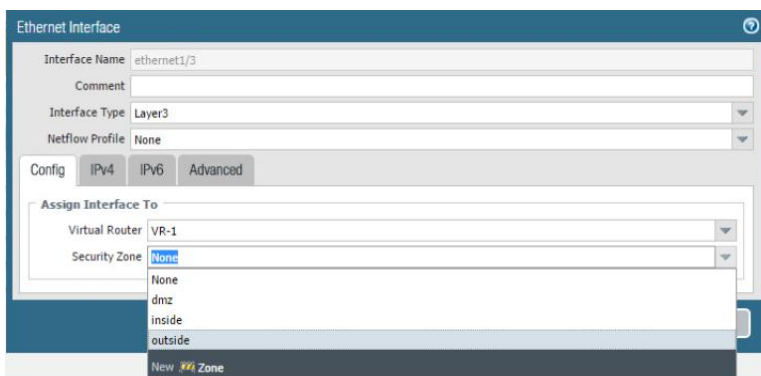 Ethernet Interface
Interface Name ethernet1/3
Comment
Interface Type Layer3
Netflow Profile None
Config IPv4 IPv6 Advanced
Assign Interface To
Virtual Router VR-1
Security Zone None
None
dmz
inside
outside
New Zone